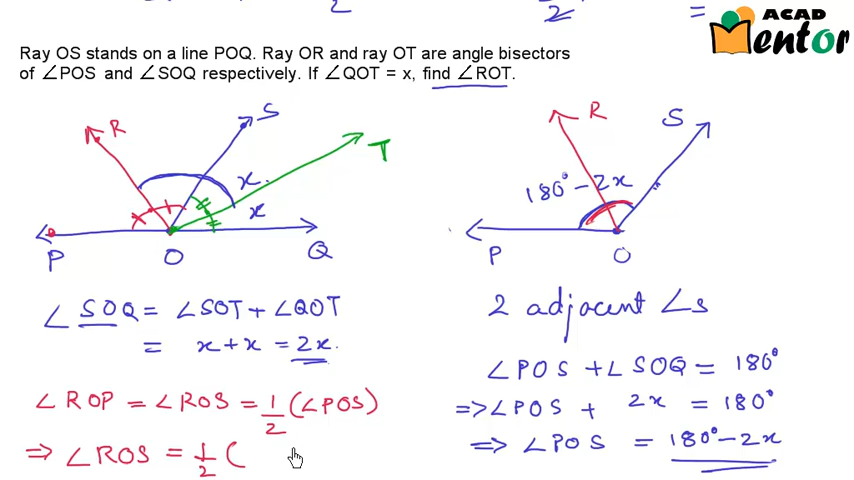 2
2
=
ACAD
Mentor
Ray OS stands on a line POQ. Ray OR and ray OT are angle bisectors
of ∠POS and ∠SOQ respectively. If ∠QOT = x, find ∠ROT.
R
S
T
x
x
P
O
Q
R
S
180° - 2x
P
O
∠SOQ = ∠SOT + ∠QOT
= x + x = 2x.
∠ROP = ∠ROS = 1/2 (∠POS)
=> ∠ROS = 1/2 (
2 adjacent ∠s
∠POS + ∠SOQ = 180°
=> ∠POS + 2x = 180°
=> ∠POS = 180° - 2x